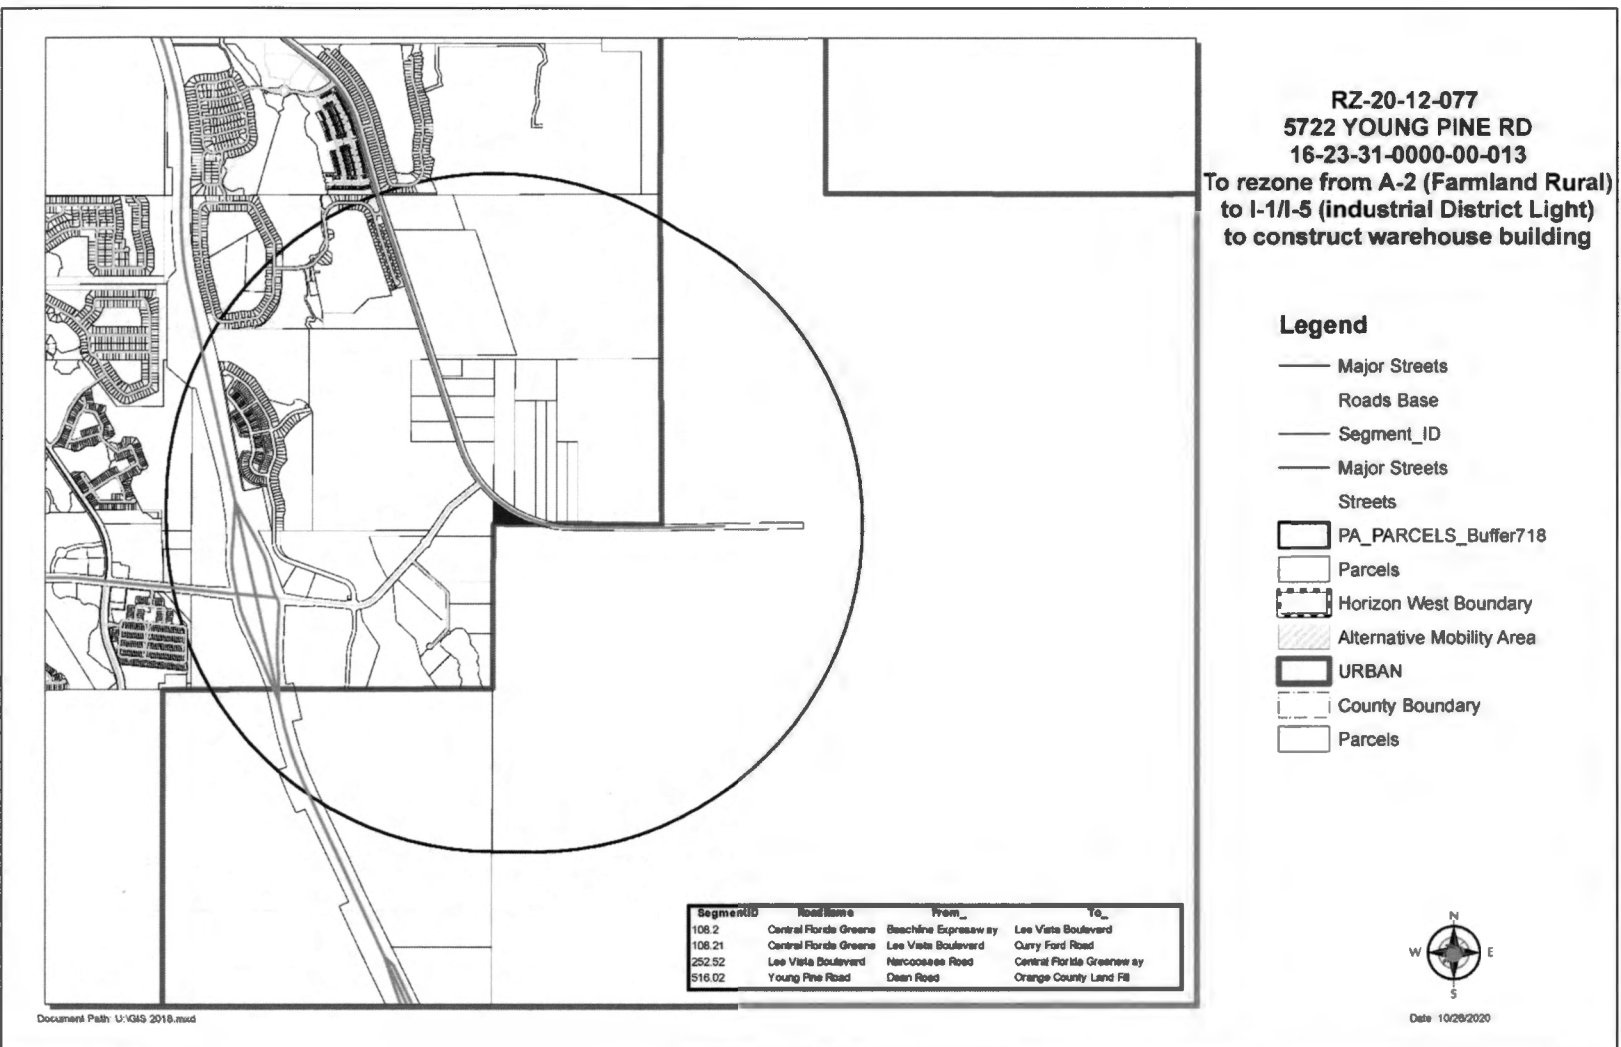 RZ-20-12-077
5722 YOUNG PINE RD
16-23-31-0000-00-013
To rezone from A-2 (Farmland Rural)
to I-1/I-5 (industrial District Light)
to construct warehouse building
Legend
Major Streets
Roads Base
Segment_ID
Major Streets
Streets
PA_PARCELS_Buffer718
Parcels
Horizon West Boundary
Alternative Mobility Area
URBAN
County Boundary
Parcels
SegmentID RoadName From_ To_
108.2 Central Florida Greene Beachline Expressway Lee Vista Boulevard
108.21 Central Florida Greene Lee Vista Boulevard Curry Ford Road
252.52 Lee Vista Boulevard Narcoossee Road Central Florida Greenway
516.02 Young Pine Road Dean Road Orange County Land Fill
N
W E
S
Document Path: U:\GIS 2018.mxd
Date: 10/26/2020